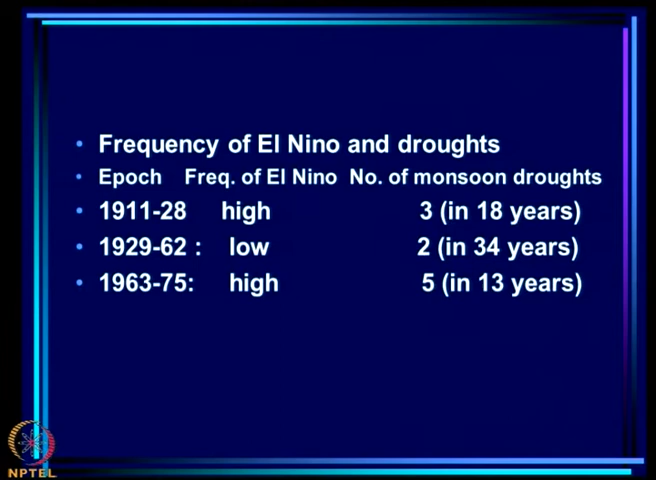 • Frequency of El Nino and droughts
• Epoch Freq. of El Nino No. of monsoon droughts
• 1911-28 high 3 (in 18 years)
• 1929-62 : low 2 (in 34 years)
• 1963-75: high 5 (in 13 years)
NPTEL